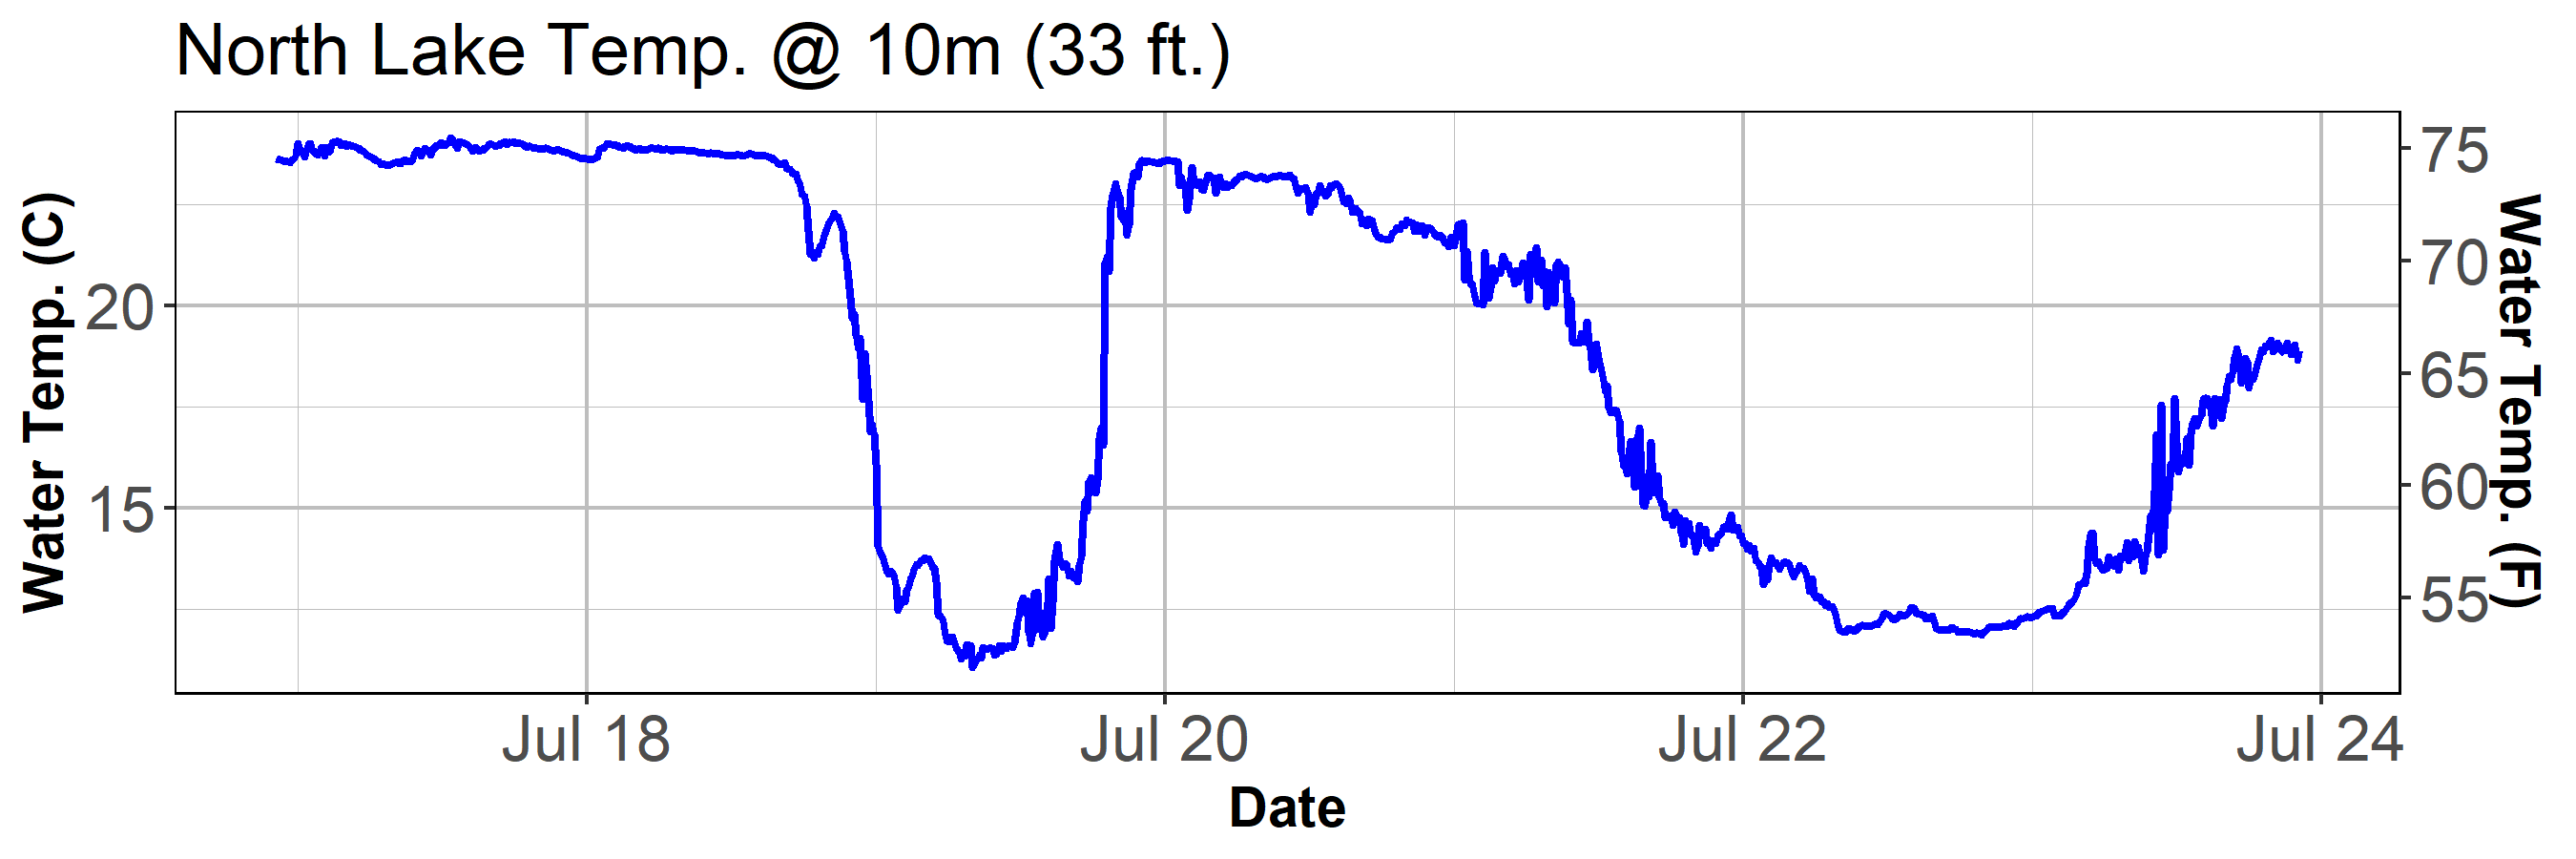 North Lake Temp. @ 10m (33 ft.)
Water Temp. (C)
20
15
75
70
65
60
55
Water Temp. (F)
Jul 18
Jul 20
Jul 22
Jul 24
Date